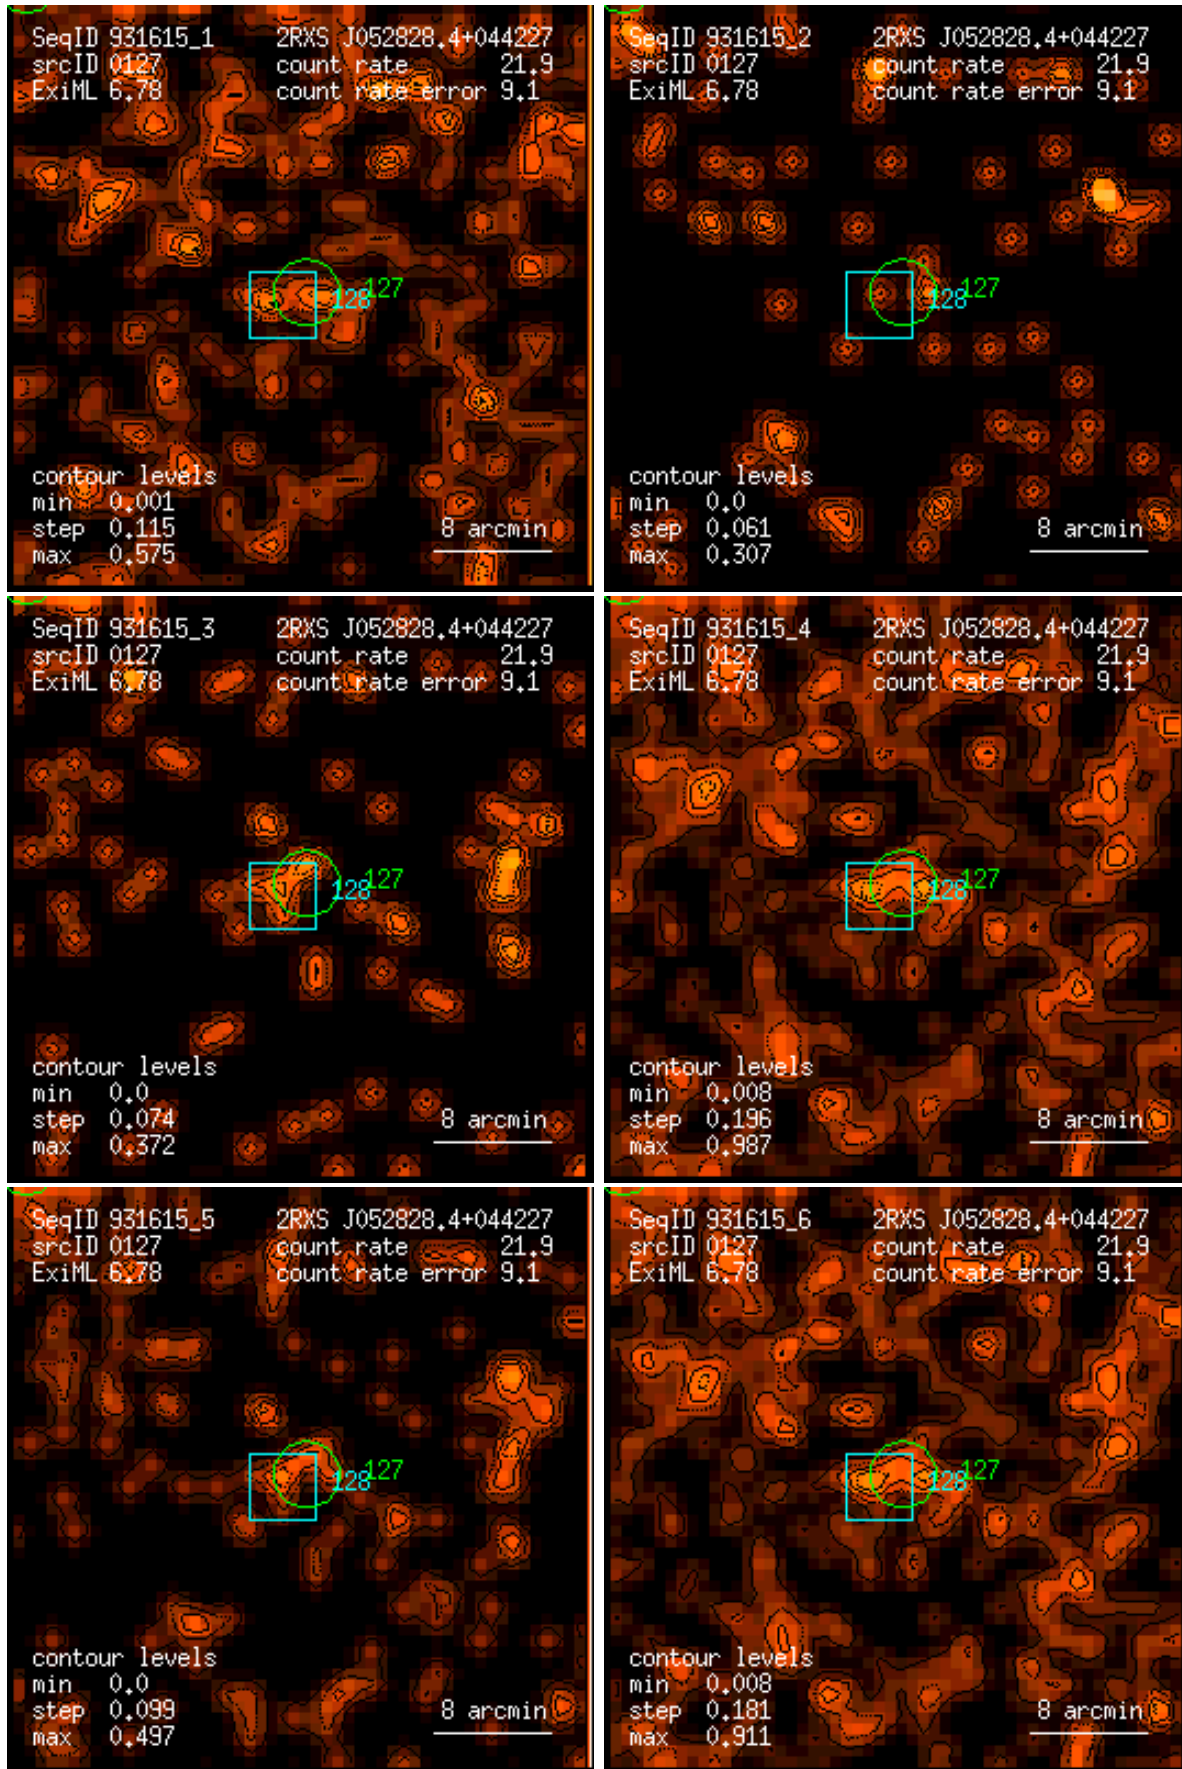 SeqID 931615_1 2RXS J052828.4+044227
srcID 0127 count rate 21.9
ExiML 6.78 count rate error 9.1
128 127
contour levels
min 0.001
step 0.115 8 arcmin
max 0.575
SeqID 931615_2 2RXS J052828.4+044227
srcID 0127 count rate 21.9
ExiML 6.78 count rate error 9.1
128 127
contour levels
min 0.0
step 0.061 8 arcmin
max 0.307
SeqID 931615_3 2RXS J052828.4+044227
srcID 0127 count rate 21.9
ExiML 6.78 count rate error 9.1
128 127
contour levels
min 0.0
step 0.074 8 arcmin
max 0.372
SeqID 931615_4 2RXS J052828.4+044227
srcID 0127 count rate 21.9
ExiML 6.78 count rate error 9.1
128 127
contour levels
min 0.008
step 0.196 8 arcmin
max 0.987
SeqID 931615_5 2RXS J052828.4+044227
srcID 0127 count rate 21.9
ExiML 6.78 count rate error 9.1
128 127
contour levels
min 0.0
step 0.099 8 arcmin
max 0.497
SeqID 931615_6 2RXS J052828.4+044227
srcID 0127 count rate 21.9
ExiML 6.78 count rate error 9.1
128 127
contour levels
min 0.008
step 0.181 8 arcmin
max 0.911